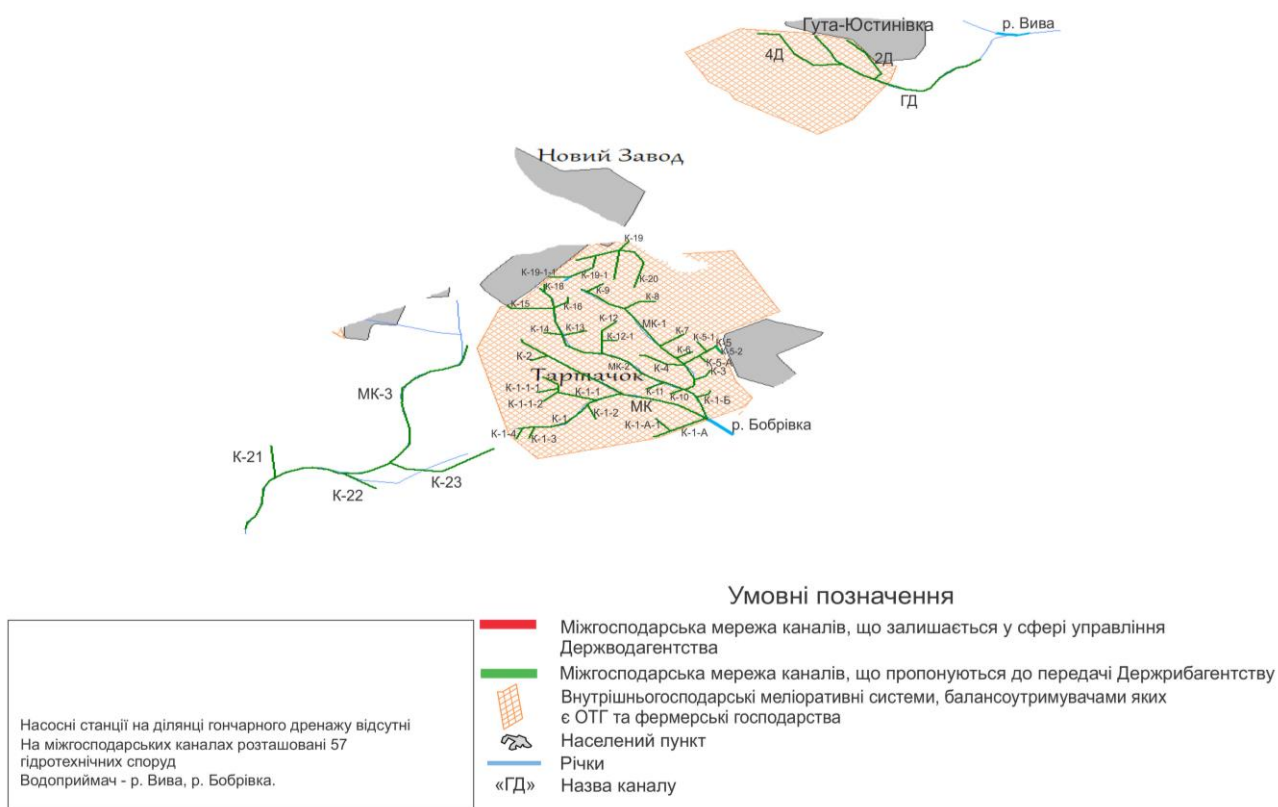 Гута-Юстинівка
р. Вива
4Д
2Д
ГД
Новий Завод
К-19
К-19-1-1
К-19-1
К-20
К-18
К-9
К-15
К-16
К-8
К-12
МК-1
К-14
К-13
К-12-1
К-7
К-5-1
К-5
К-6
К-5-2
К-2
МК-2
К-4
К-5-А
К-3
Тартачок
МК-3
К-1-1-1
К-1-1
К-11
К-10
К-1-Б
К-1-1-2
МК
К-1
К-1-2
К-1-А-1
р. Бобрівка
К-1-4
К-1-3
К-1-А
К-21
К-22
К-23
Умовні позначення
Міжгосподарська мережа каналів, що залишається у сфері управління
Держводагентства
Міжгосподарська мережа каналів, що пропонуються до передачі Держрибагентству
Внутрішньогосподарські меліоративні системи, балансоутримувачами яких
є ОТГ та фермерські господарства
Населений пункт
Річки
«ГД» Назва каналу
Насосні станції на ділянці гончарного дренажу відсутні
На міжгосподарських каналах розташовані 57
гідротехнічних споруд
Водоприймач - р. Вива, р. Бобрівка.